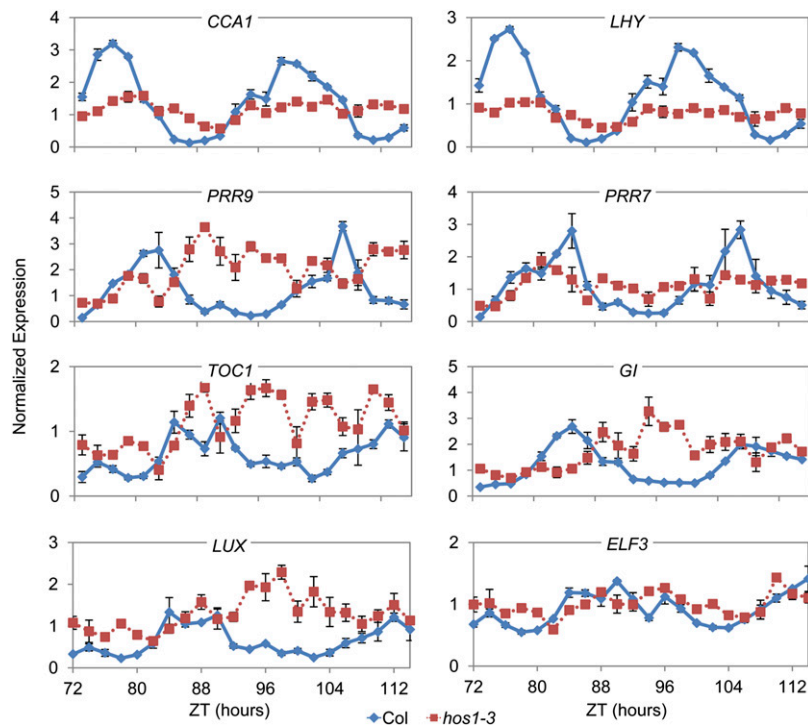 CCA1
4
3
2
1
0
LHY
3
2
1
0
PRR9
5
4
3
2
1
0
PRR7
4
3
2
1
0
Normalized Expression
TOC1
2
1
0
GI
5
4
3
2
1
0
LUX
3
2
1
0
72 80 88 96 104 112
ZT (hours)
ELF3
2
1
0
72 80 88 96 104 112
ZT (hours)
Col hos1-3